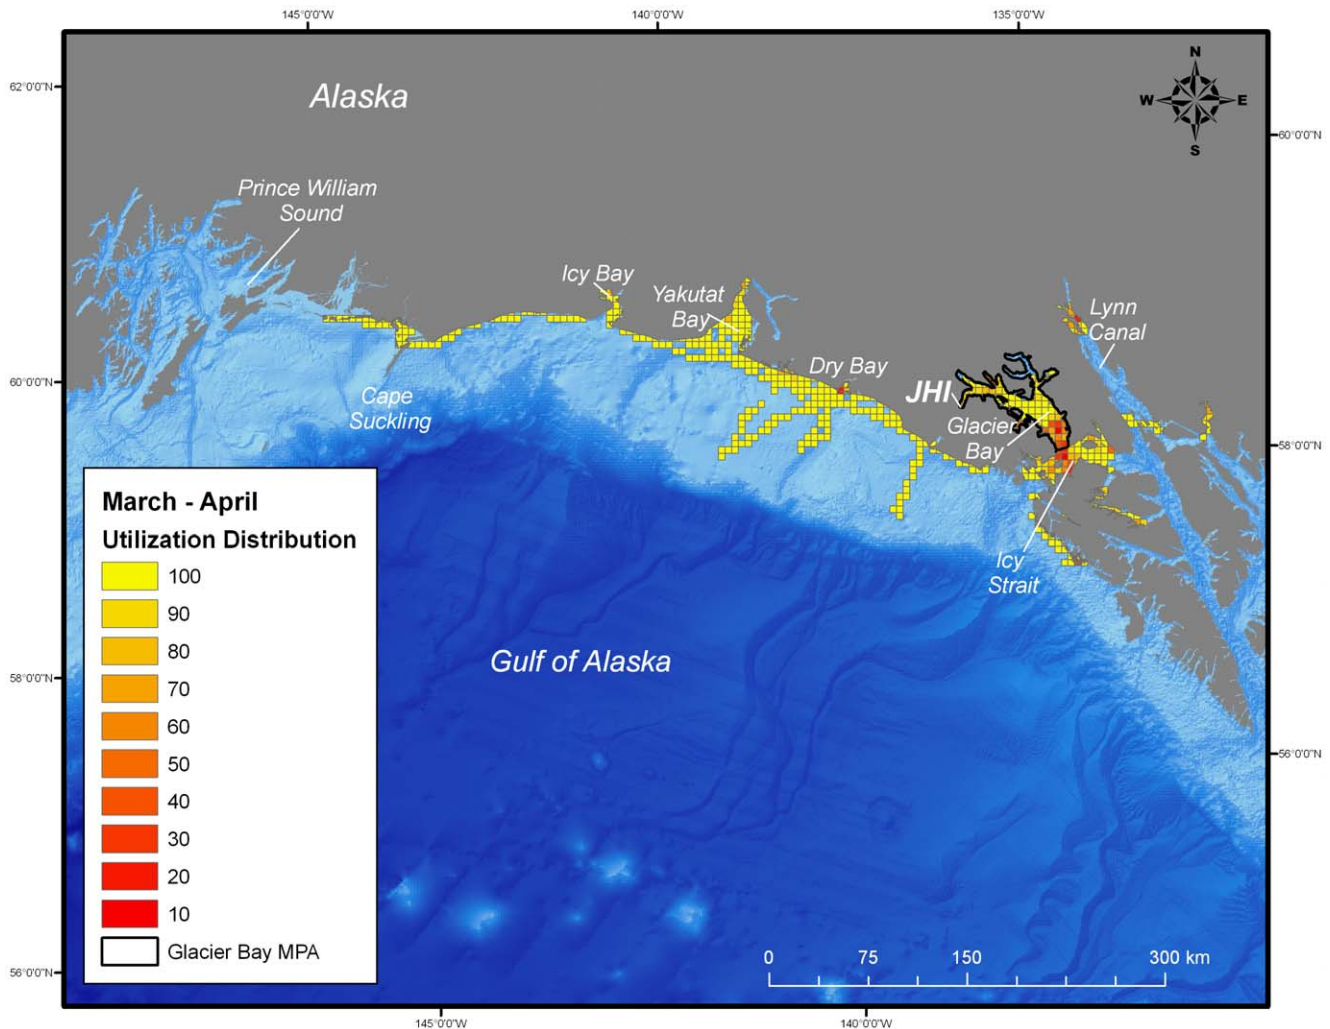 145°0'0"W
140°0'0"W
135°0'0"W
N
W
E
S
62°0'0"N
60°0'0"N
Alaska
Prince William
Sound
Icy Bay
Yakutat
Bay
Lynn
Canal
Dry Bay
60°0'0"N
JHI
Cape
Suckling
Glacier
Bay
58°0'0"N
Icy
Strait
March - April
Utilization Distribution
100
90
80
70
60
50
40
30
20
10
Glacier Bay MPA
Gulf of Alaska
58°0'0"N
56°0'0"N
0
75
150
300 km
56°0'0"N
145°0'0"W
140°0'0"W